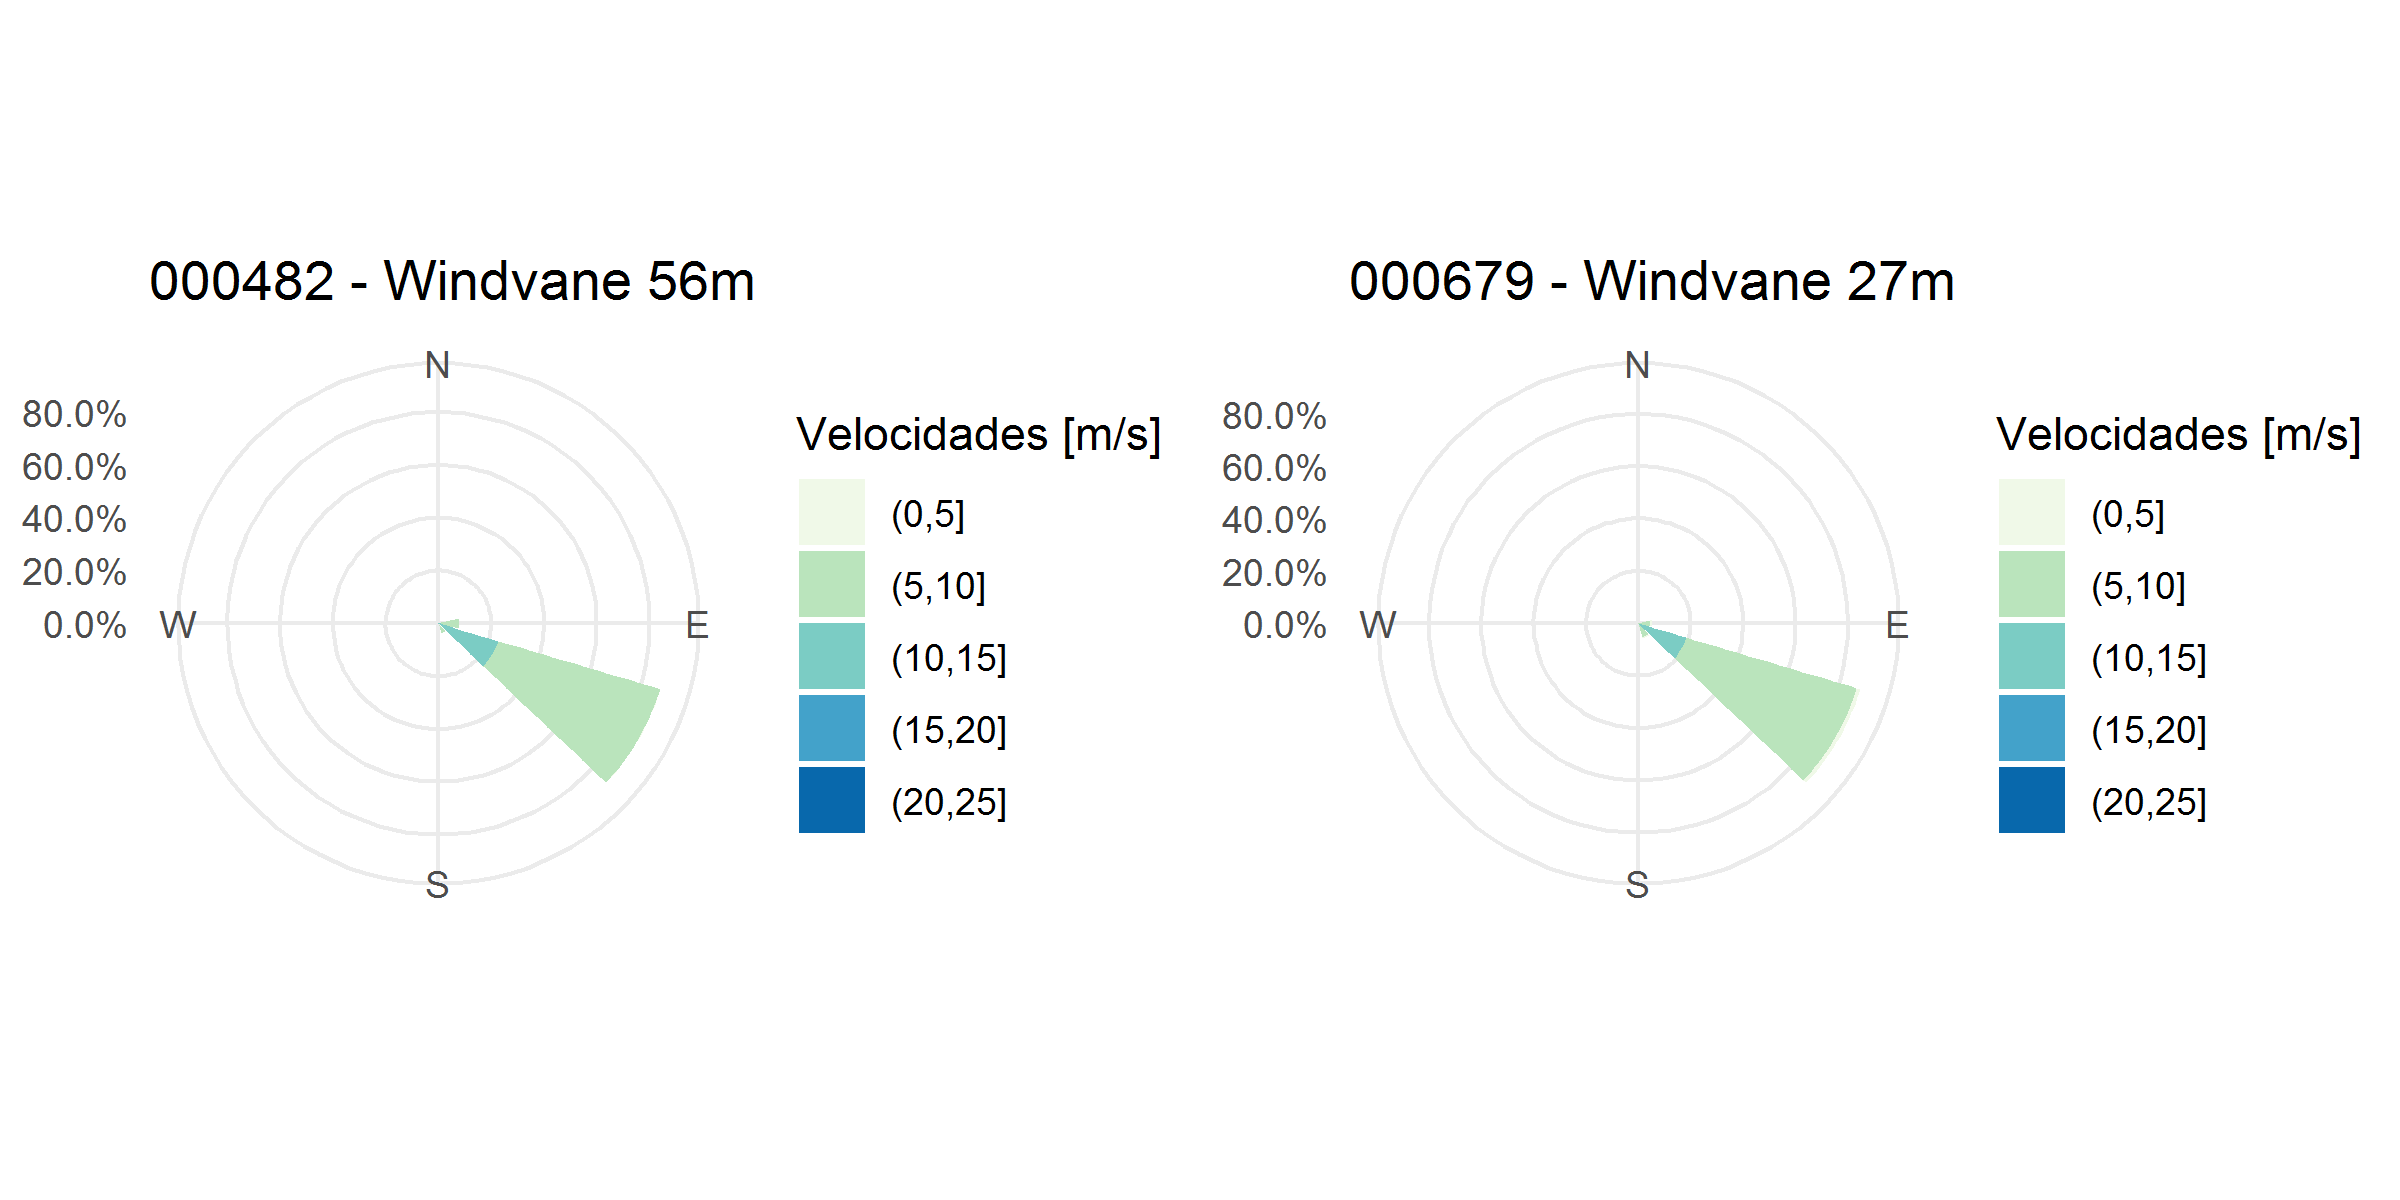 000482 - Windvane 56m
N
80.0%
60.0%
40.0%
20.0%
0.0%
W
E
S
Velocidades [m/s]
(0,5]
(5,10]
(10,15]
(15,20]
(20,25]
000679 - Windvane 27m
N
80.0%
60.0%
40.0%
20.0%
0.0%
W
E
S
Velocidades [m/s]
(0,5]
(5,10]
(10,15]
(15,20]
(20,25]